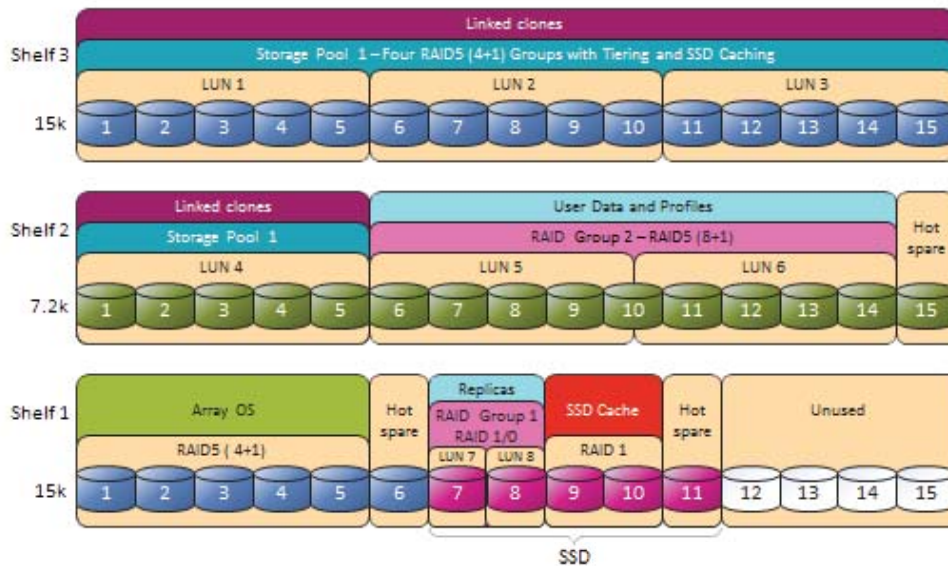 Linked clones
Shelf 3
Storage Pool 1 – Four RAID5 (4+1) Groups with Tiering and SSD Caching
LUN 1 LUN 2 LUN 3
15k
1 2 3 4 5 6 7 8 9 10 11 12 13 14 15
Linked clones User Data and Profiles
Shelf 2
Storage Pool 1 RAID Group 2 – RAID5 (8+1)
Hot
spare
LUN 4 LUN 5 LUN 6
7.2k
1 2 3 4 5 6 7 8 9 10 11 12 13 14 15
Shelf 1
Array OS
RAID5 ( 4+1)
Hot
spare
Replicas
RAID Group 1
RAID 1/0
LUN 7 LUN 8
SSD Cache
RAID 1
Hot
spare
Unused
15k
1 2 3 4 5 6 7 8 9 10 11 12 13 14 15
SSD